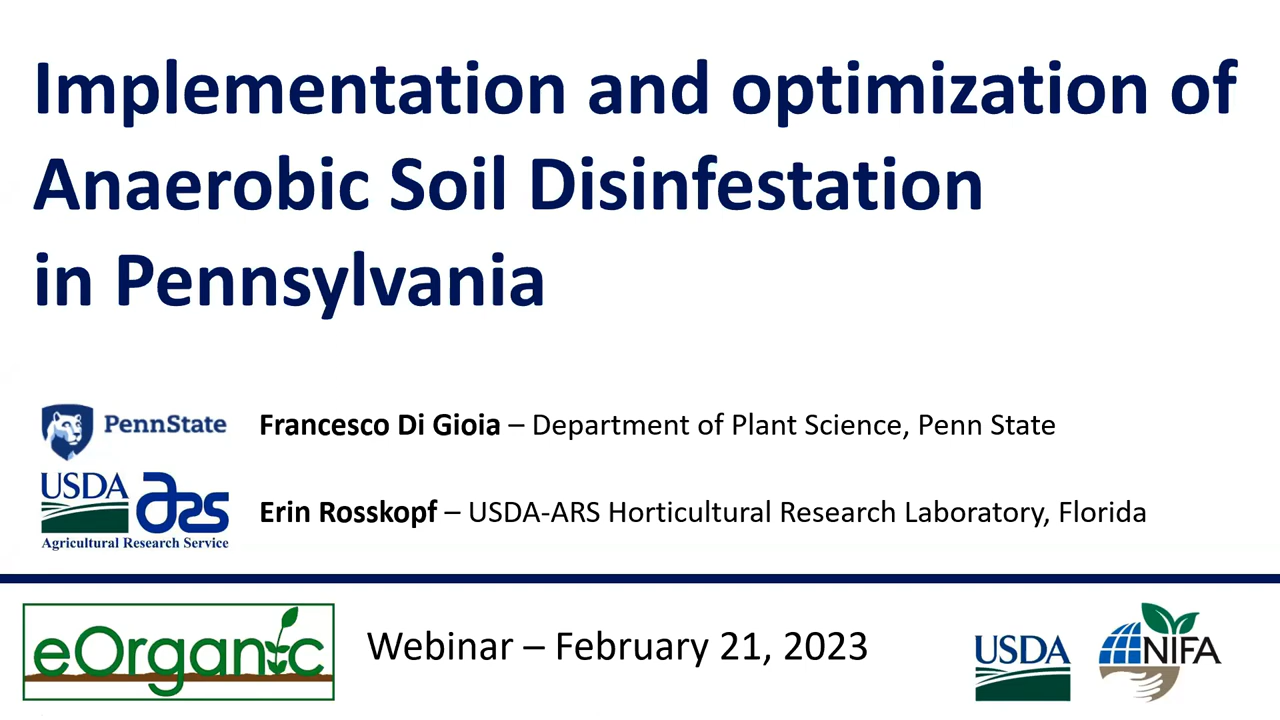 Implementation and optimization of
Anaerobic Soil Disinfestation
in Pennsylvania
PennState
Francesco Di Gioia – Department of Plant Science, Penn State
USDA ars
Agricultural Research Service
Erin Rosskopf – USDA-ARS Horticultural Research Laboratory, Florida
eOrganic
Webinar – February 21, 2023
USDA
NIFA